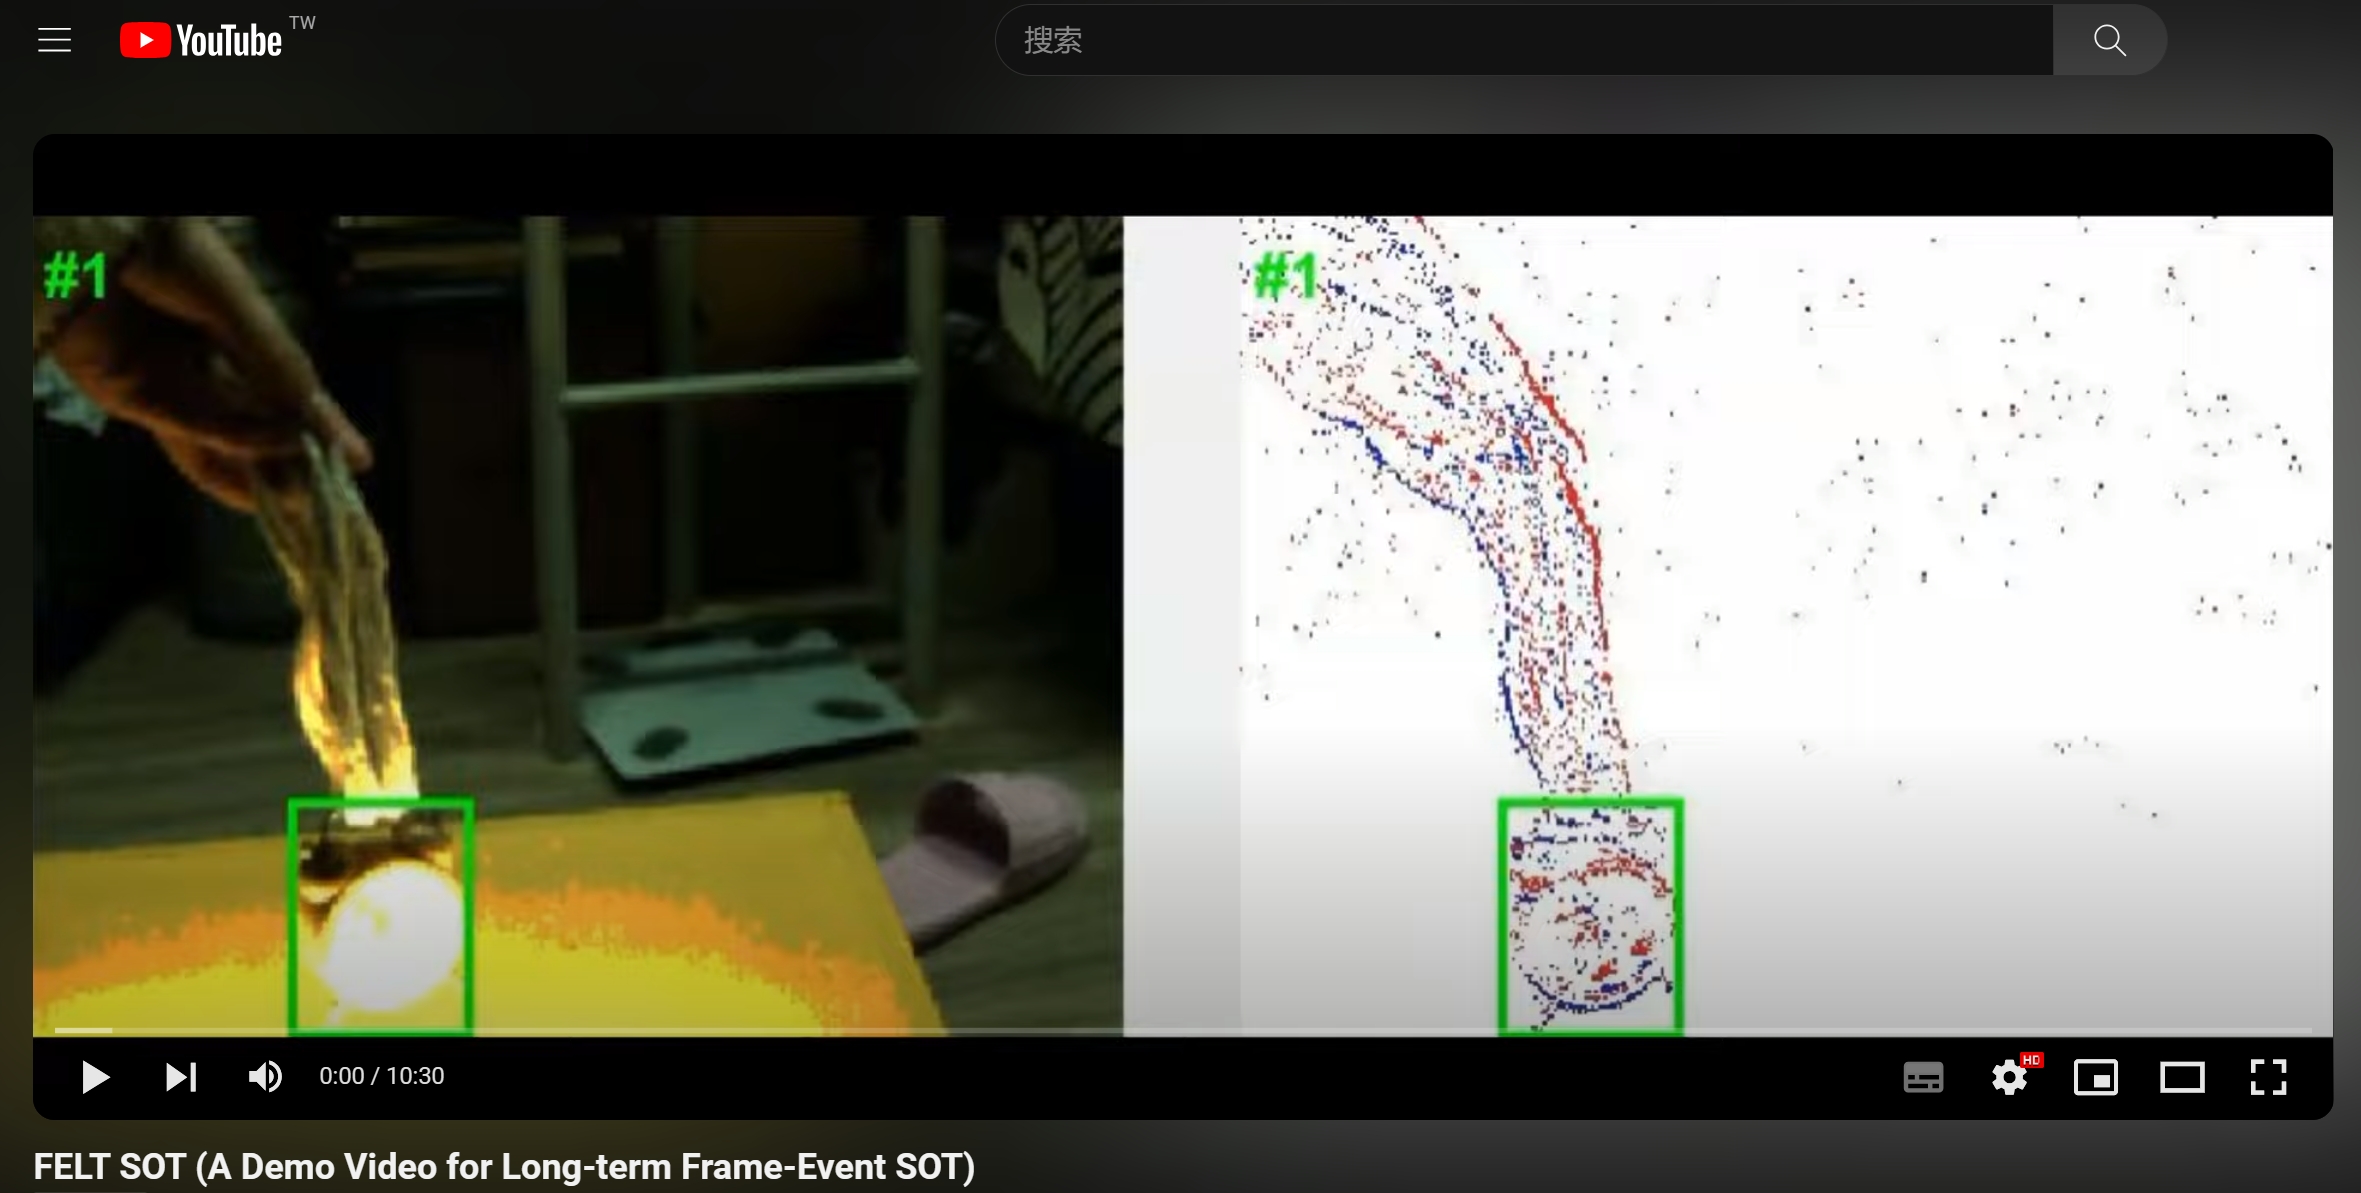 YouTube TW
搜索
#1
#1
0:00 / 10:30
HD
FELT SOT (A Demo Video for Long-term Frame-Event SOT)